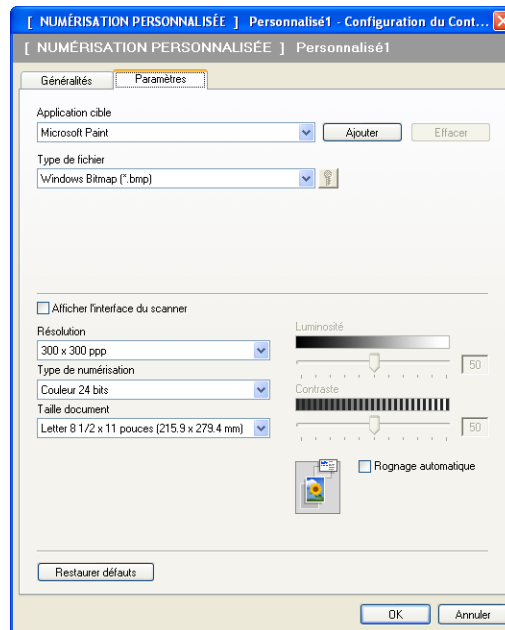 [ NUMÉRISATION PERSONNALISÉE ] Personnalisé1 - Configuration du Cont...
[ NUMÉRISATION PERSONNALISÉE ] Personnalisé1
Généralités Paramètres
Application cible
Microsoft Paint Ajouter Effacer
Type de fichier
Windows Bitmap (*.bmp)
Afficher l'interface du scanner
Résolution Luminosité
300 x 300 ppp 50
Type de numérisation
Couleur 24 bits Contraste
Taille document
Letter 8 1/2 x 11 pouces (215.9 x 279.4 mm) 50
Rognage automatique
Restaurer défauts
OK Annuler